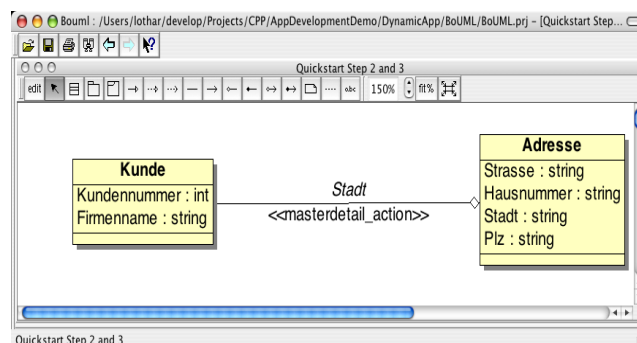 Bouml : /Users/lothar/develop/Projects/CPP/AppDevelopmentDemo/DynamicApp/BoUML/BoUML.prj - [Quickstart Step...
Quickstart Step 2 and 3
edit
abc
150%
fit%
Kunde
Kundennummer : int
Firmenname : string
Stadt
<<masterdetail_action>>
Adresse
Strasse : string
Hausnummer : string
Stadt : string
Plz : string
Quickstart Step 2 and 3